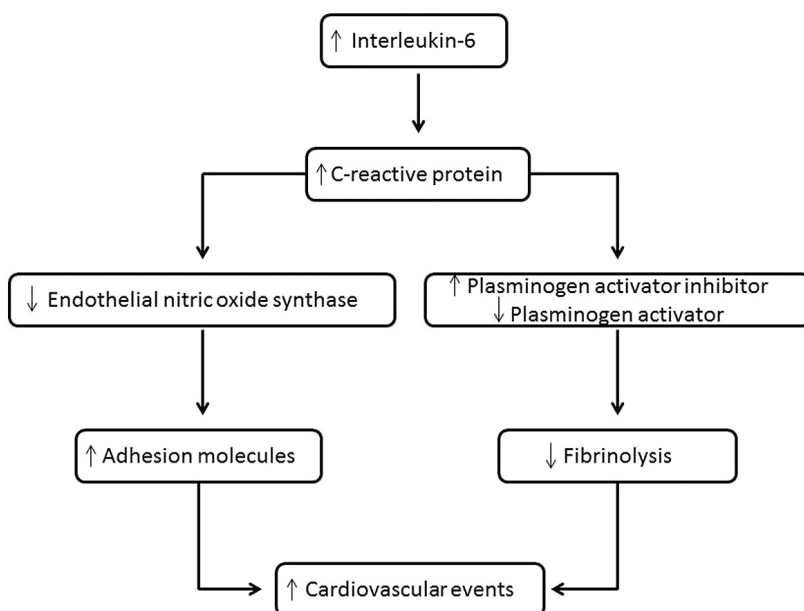 ↑ Interleukin-6
↑ C-reactive protein
↓ Endothelial nitric oxide synthase
↑ Plasminogen activator inhibitor
↓ Plasminogen activator
↑ Adhesion molecules
↓ Fibrinolysis
↑ Cardiovascular events